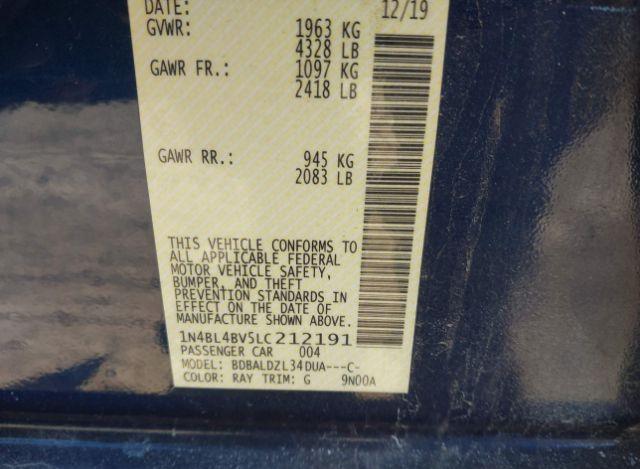 DATE: 12/19
GVWR: 1963 KG
4328 LB
GAWR FR.: 1097 KG
2418 LB
GAWR RR.: 945 KG
2083 LB
THIS VEHICLE CONFORMS TO
ALL APPLICABLE FEDERAL
MOTOR VEHICLE SAFETY,
BUMPER, AND THEFT
PREVENTION STANDARDS IN
EFFECT ON THE DATE OF
MANUFACTURE SHOWN ABOVE.
1N4BL4BV5LC212191
PASSENGER CAR 004
MODEL: BDBALDZL34DUA---C-
COLOR: RAY TRIM: G 9N00A